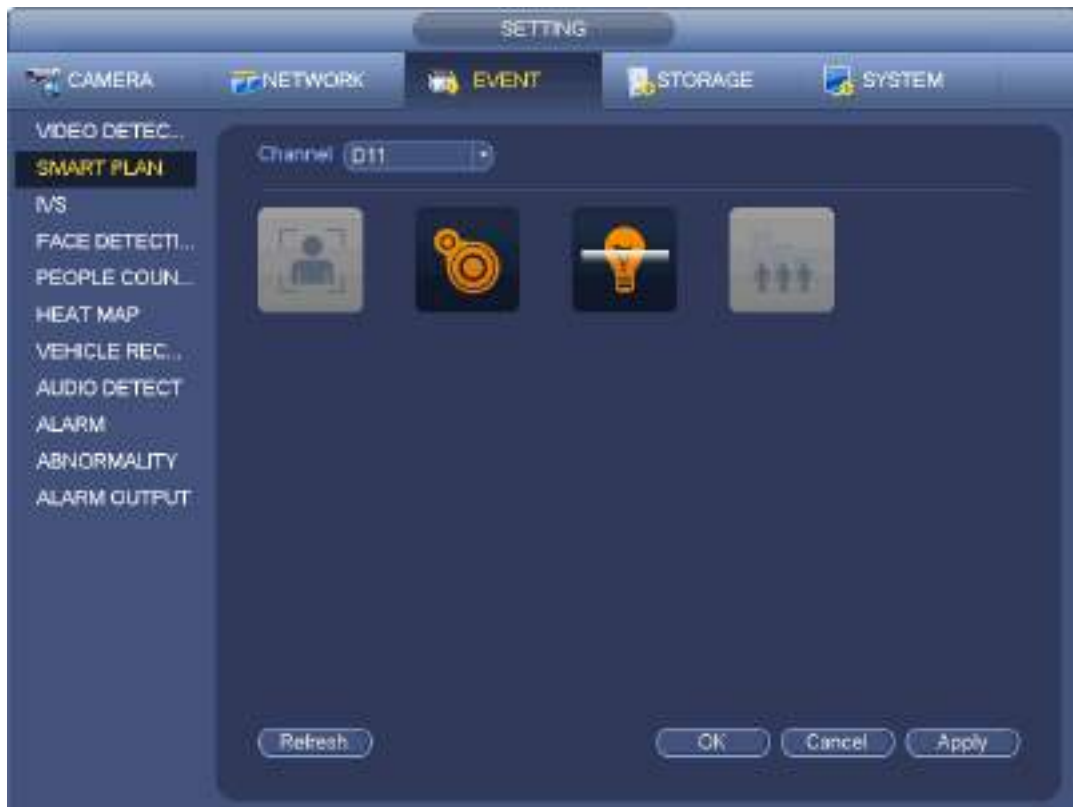 SETTING
CAMERA NETWORK EVENT STORAGE SYSTEM
VIDEO DETEC...
SMART PLAN
IVS
FACE DETECTI...
PEOPLE COUN...
HEAT MAP
VEHICLE REC...
AUDIO DETECT
ALARM
ABNORMALITY
ALARM OUTPUT
Channel D11
Refresh OK Cancel Apply